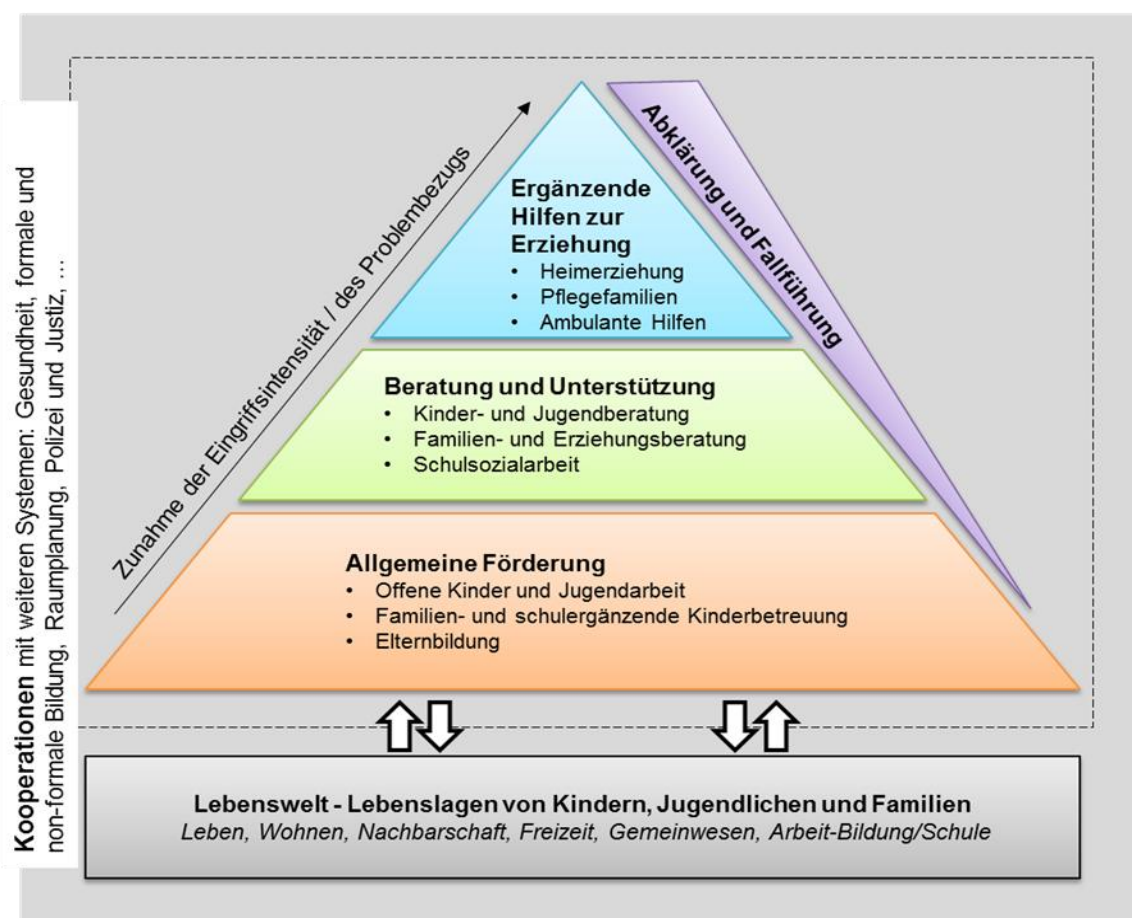 Kooperationen mit weiteren Systemen: Gesundheit, formale und
non-formale Bildung, Raumplanung, Polizei und Justiz, ...
Zunahme der Eingriffsintensität / des Problembezugs
Abklärung und Fallführung
Ergänzende
Hilfen zur
Erziehung
• Heimerziehung
• Pflegefamilien
• Ambulante Hilfen
Beratung und Unterstützung
• Kinder- und Jugendberatung
• Familien- und Erziehungsberatung
• Schulsozialarbeit
Allgemeine Förderung
• Offene Kinder und Jugendarbeit
• Familien- und schulergänzende Kinderbetreuung
• Elternbildung
Lebenswelt - Lebenslagen von Kindern, Jugendlichen und Familien
Leben, Wohnen, Nachbarschaft, Freizeit, Gemeinwesen, Arbeit-Bildung/Schule